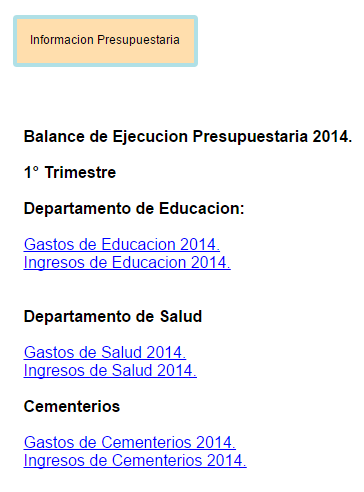 Informacion Presupuestaria
Balance de Ejecucion Presupuestaria 2014.
1° Trimestre
Departamento de Educacion:
Gastos de Educacion 2014.
Ingresos de Educacion 2014.
Departamento de Salud
Gastos de Salud 2014.
Ingresos de Salud 2014.
Cementerios
Gastos de Cementerios 2014.
Ingresos de Cementerios 2014.